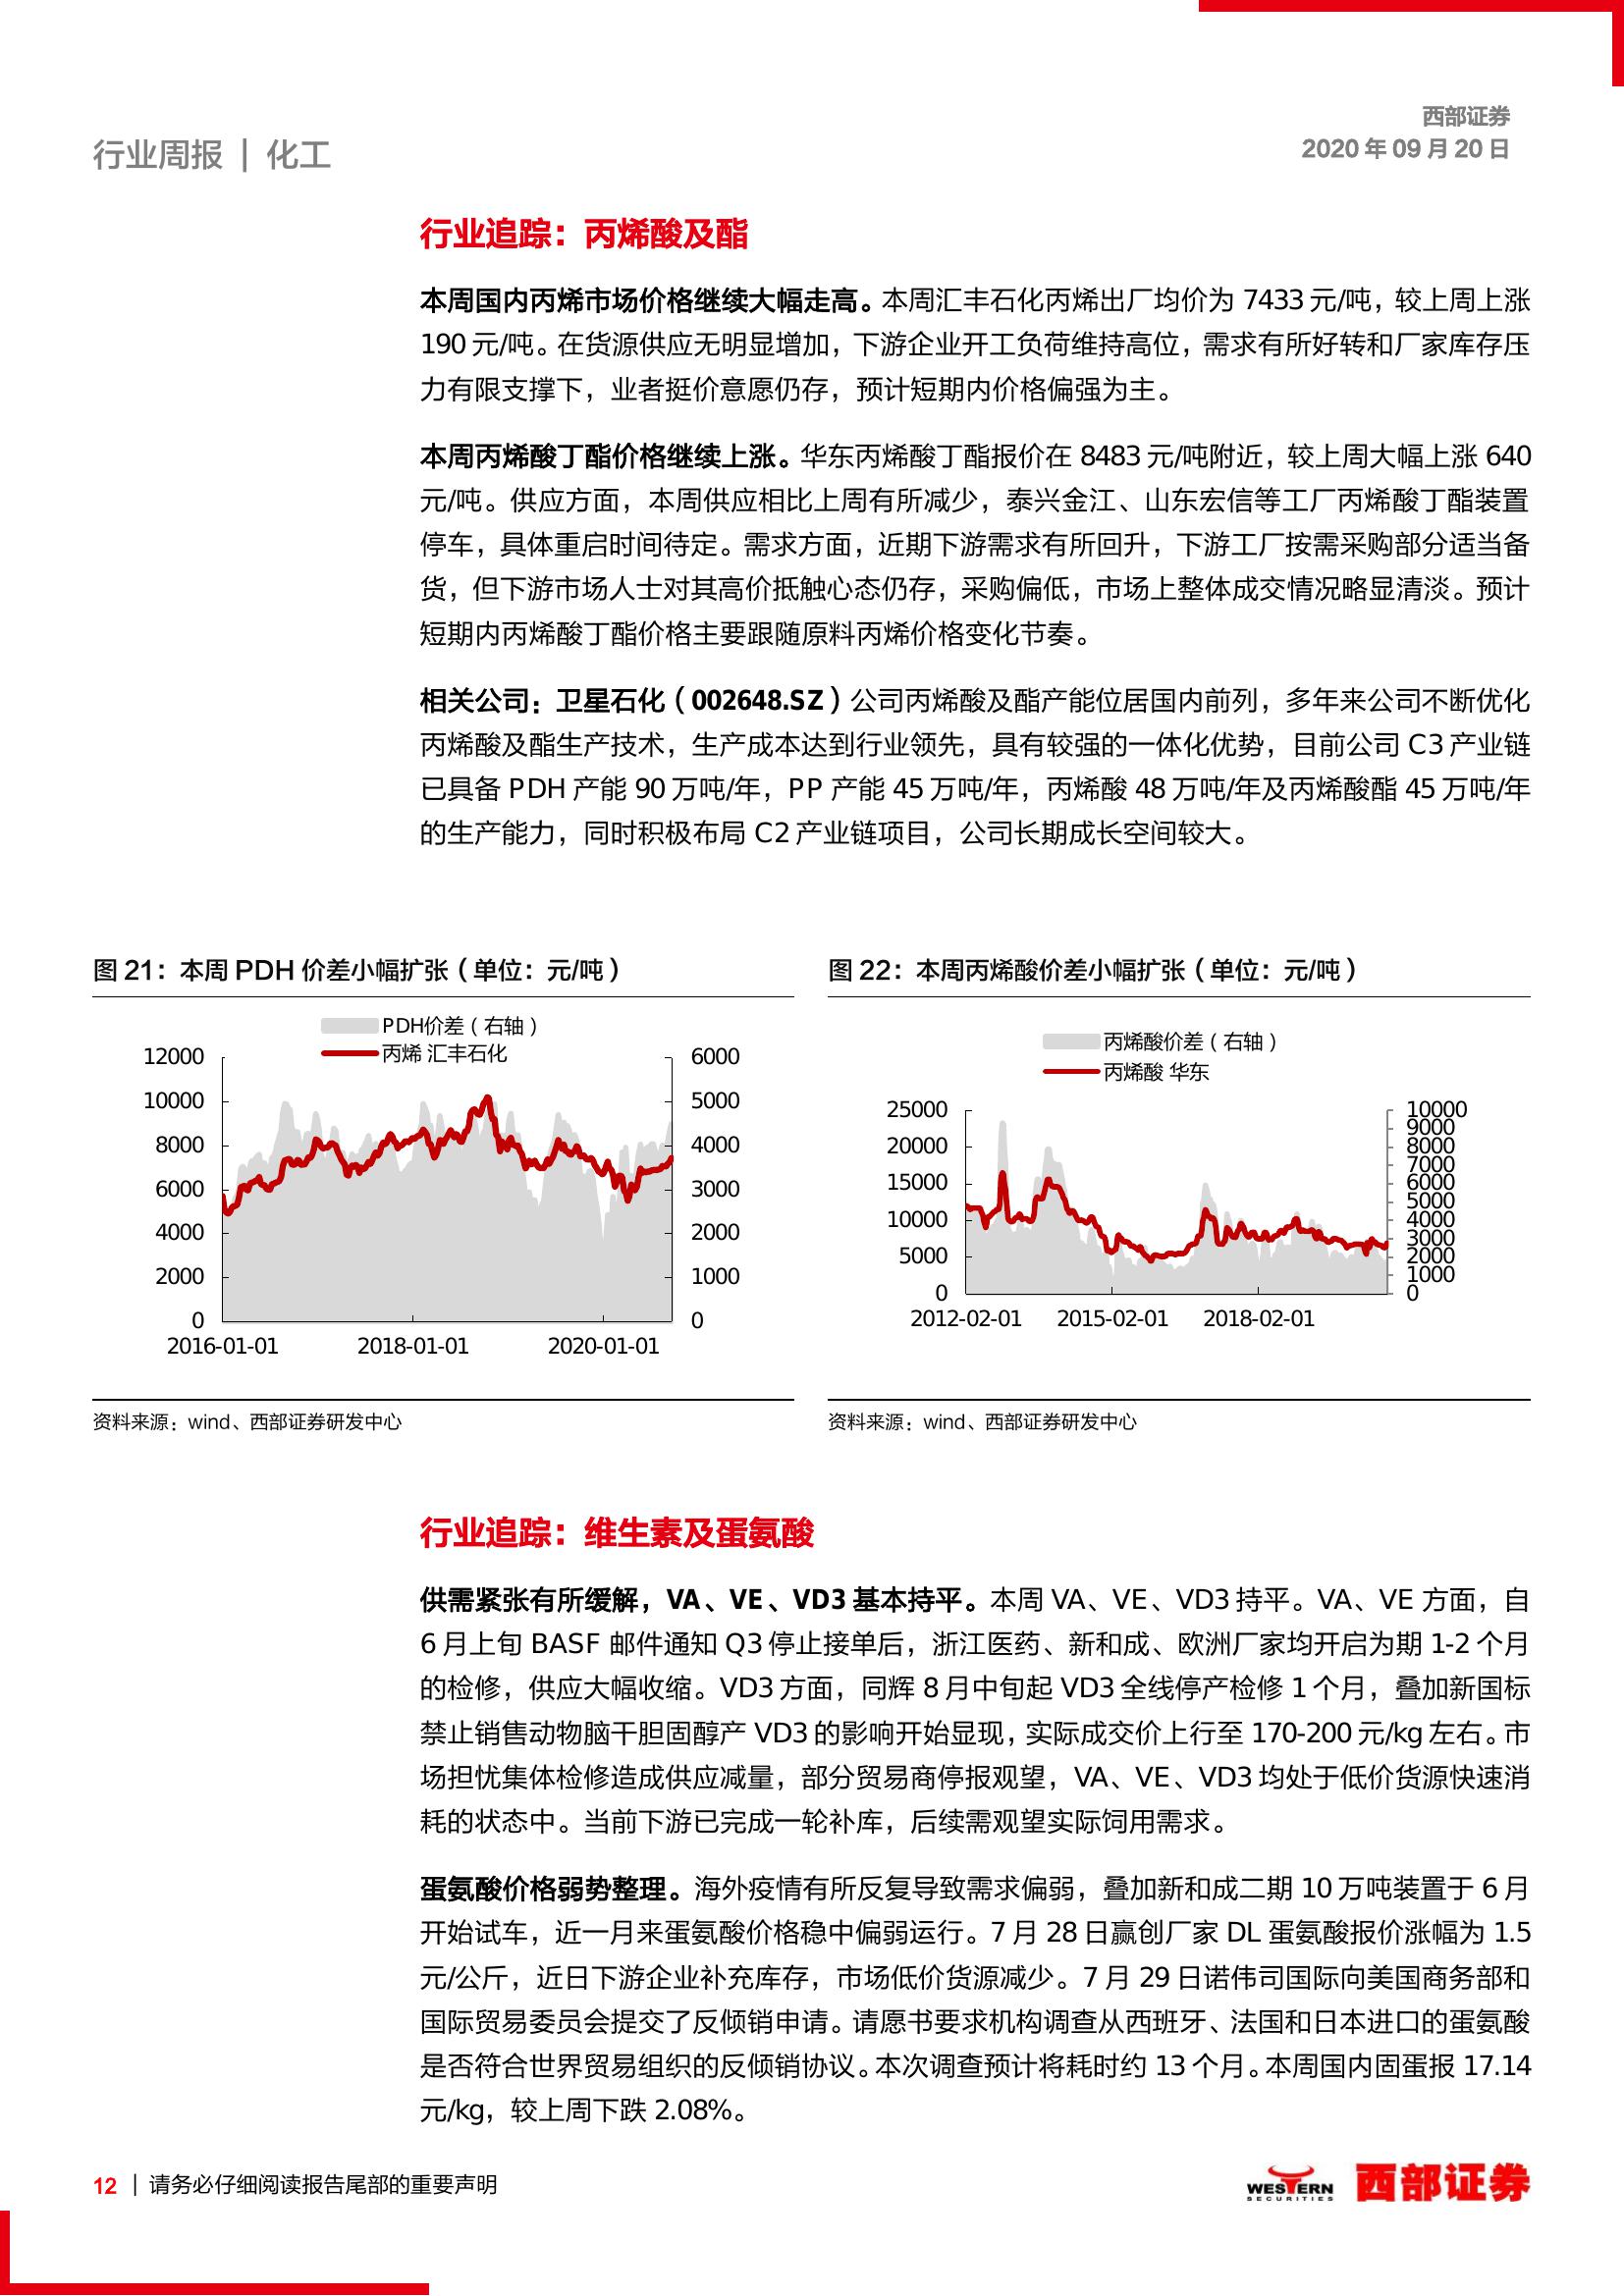 西部证券
2020 年 09 月 20 日
行业周报 | 化工
行业追踪：丙烯酸及酯
本周国内丙烯市场价格继续大幅走高。本周汇丰石化丙烯出厂均价为 7433 元/吨，较上周上涨
190 元/吨。在货源供应无明显增加，下游企业开工负荷维持高位，需求有所好转和厂家库存压
力有限支撑下，业者挺价意愿仍存，预计短期内价格偏强为主。
本周丙烯酸丁酯价格继续上涨。华东丙烯酸丁酯报价在 8483 元/吨附近，较上周大幅上涨 640
元/吨。供应方面，本周供应相比上周有所减少，泰兴金江、山东宏信等工厂丙烯酸丁酯装置
停车，具体重启时间待定。需求方面，近期下游需求有所回升，下游工厂按需采购部分适当备
货，但下游市场人士对其高价抵触心态仍存，采购偏低，市场上整体成交情况略显清淡。预计
短期内丙烯酸丁酯价格主要跟随原料丙烯价格变化节奏。
相关公司：卫星石化（002648.SZ）公司丙烯酸及酯产能位居国内前列，多年来公司不断优化
丙烯酸及酯生产技术，生产成本达到行业领先，具有较强的一体化优势，目前公司 C3 产业链
已具备 PDH 产能 90 万吨/年，PP 产能 45 万吨/年，丙烯酸 48 万吨/年及丙烯酸酯 45 万吨/年
的生产能力，同时积极布局 C2 产业链项目，公司长期成长空间较大。
图 21：本周 PDH 价差小幅扩张（单位：元/吨）
PDH价差（右轴）
丙烯 汇丰石化
12000
10000
8000
6000
4000
2000
0
6000
5000
4000
3000
2000
1000
0
2016-01-01 2018-01-01 2020-01-01
资料来源：wind、西部证券研发中心
图 22：本周丙烯酸价差小幅扩张（单位：元/吨）
丙烯酸价差（右轴）
丙烯酸 华东
25000
20000
15000
10000
5000
0
10000
9000
8000
7000
6000
5000
4000
3000
2000
1000
0
2012-02-01 2015-02-01 2018-02-01
资料来源：wind、西部证券研发中心
行业追踪：维生素及蛋氨酸
供需紧张有所缓解，VA、VE、VD3 基本持平。本周 VA、VE、VD3 持平。VA、VE 方面，自
6 月上旬 BASF 邮件通知 Q3 停止接单后，浙江医药、新和成、欧洲厂家均开启为期 1-2 个月
的检修，供应大幅收缩。VD3 方面，同辉 8 月中旬起 VD3 全线停产检修 1 个月，叠加新国标
禁止销售动物脑干胆固醇产 VD3 的影响开始显现，实际成交价上行至 170-200 元/kg 左右。市
场担忧集体检修造成供应减量，部分贸易商停报观望，VA、VE、VD3 均处于低价货源快速消
耗的状态中。当前下游已完成一轮补库，后续需观望实际饲用需求。
蛋氨酸价格弱势整理。海外疫情有所反复导致需求偏弱，叠加新和成二期 10 万吨装置于 6 月
开始试车，近一月来蛋氨酸价格稳中偏弱运行。7 月 28 日赢创厂家 DL 蛋氨酸报价涨幅为 1.5
元/公斤，近日下游企业补充库存，市场低价货源减少。7 月 29 日诺伟司国际向美国商务部和
国际贸易委员会提交了反倾销申请。请愿书要求机构调查从西班牙、法国和日本进口的蛋氨酸
是否符合世界贸易组织的反倾销协议。本次调查预计将耗时约 13 个月。本周国内固蛋报 17.14
元/kg，较上周下跌 2.08%。
12 | 请务必仔细阅读报告尾部的重要声明
WESTERN
SECURITIES
西部证券